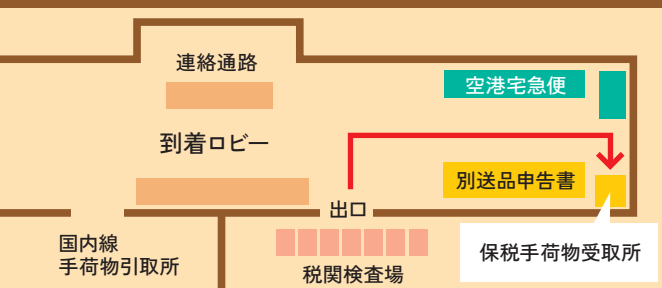 連絡通路
空港宅急便
到着ロビー
別送品申告書
出口
国内線
手荷物引取所
保税手荷物受取所
税関検査場